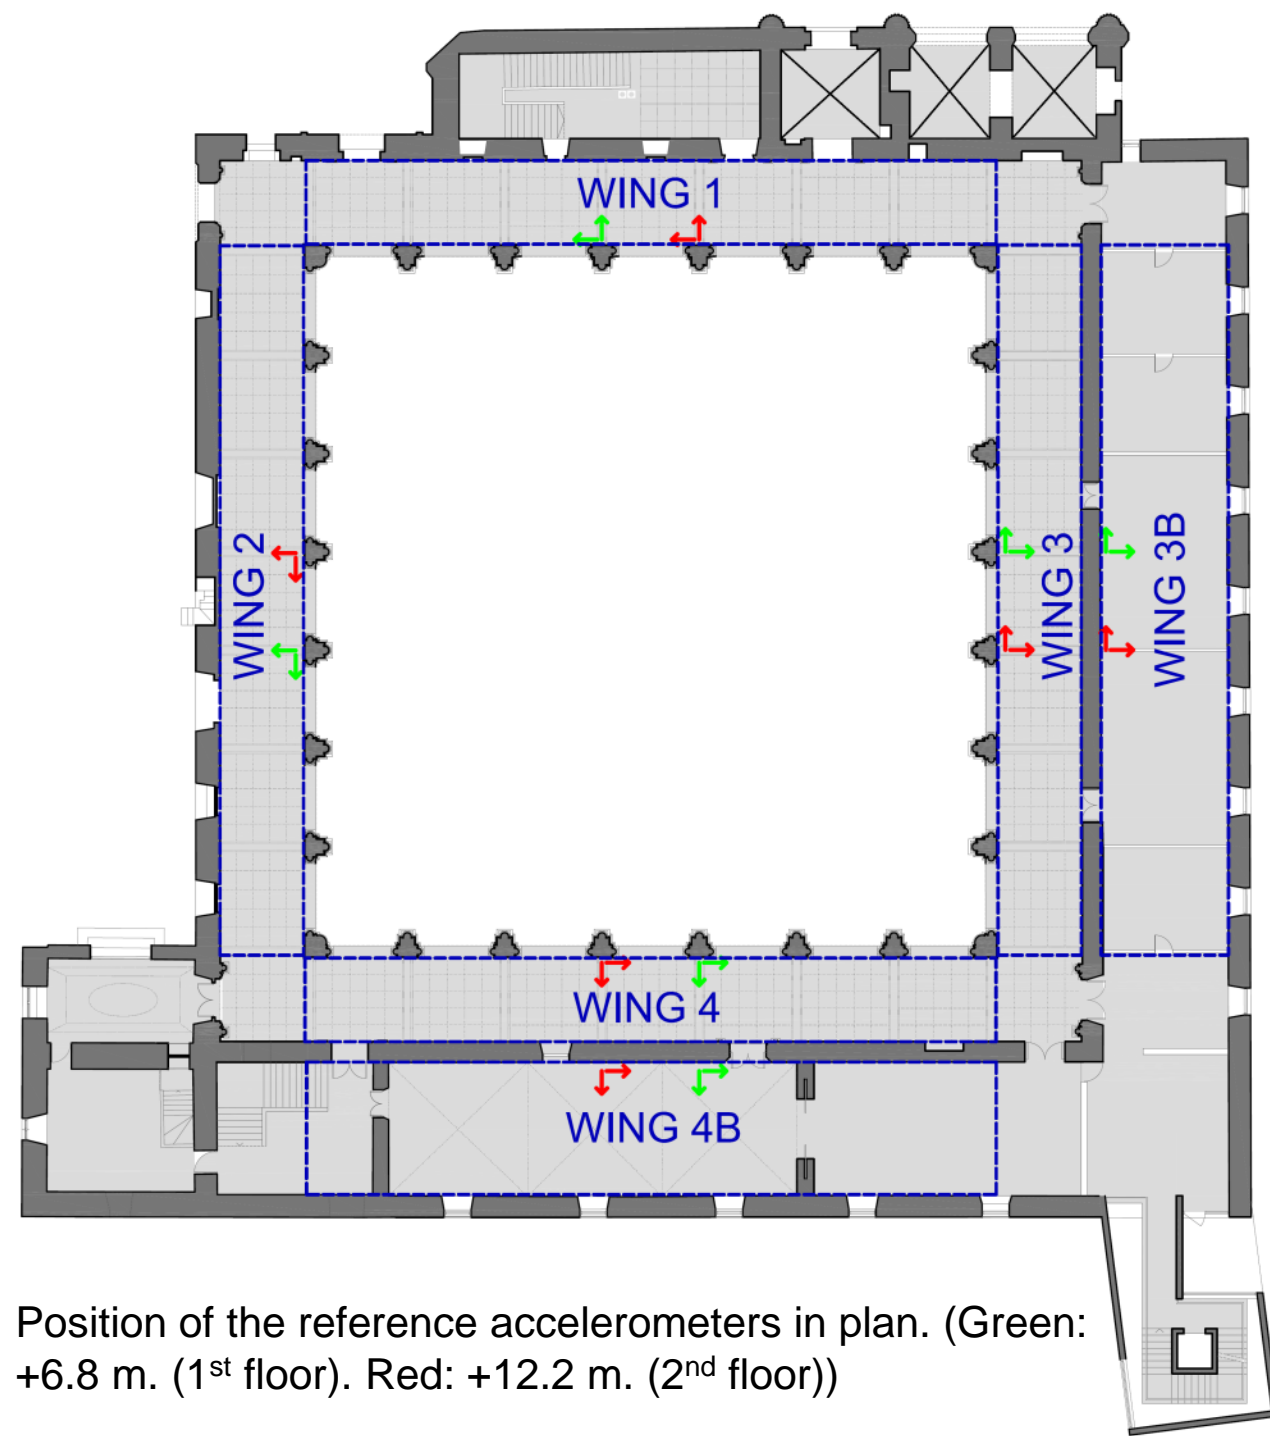 WING 1
WING 2
WING 3
WING 3B
WING 4
WING 4B
Position of the reference accelerometers in plan. (Green:
+6.8 m. (1st floor). Red: +12.2 m. (2nd floor))